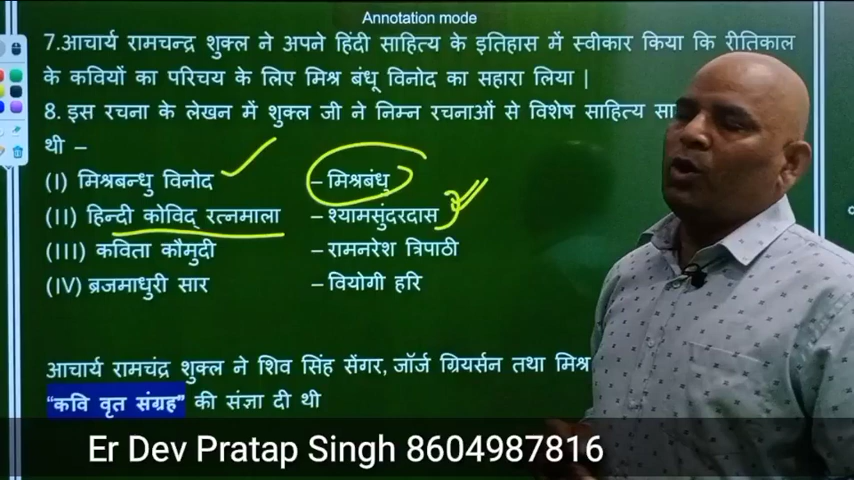 Annotation mode
7.आचार्य रामचन्द्र शुक्ल ने अपने हिंदी साहित्य के इतिहास में स्वीकार किया कि रीतिकाल
के कवियों का परिचय के लिए मिश्र बंधू विनोद का सहारा लिया |
8. इस रचना के लेखन में शुक्ल जी ने निम्न रचनाओं से विशेष साहित्य सा
थी –
(I) मिश्रबन्धु विनोद – मिश्रबंधु
(II) हिन्दी कोविद् रत्नमाला – श्यामसुंदरदास
(III) कविता कौमुदी – रामनरेश त्रिपाठी
(IV) ब्रजमाधुरी सार – वियोगी हरि
आचार्य रामचंद्र शुक्ल ने शिव सिंह सेंगर, जॉर्ज ग्रियर्सन तथा मिश्र
“कवि वृत संग्रह” की संज्ञा दी थी
Er Dev Pratap Singh 8604987816